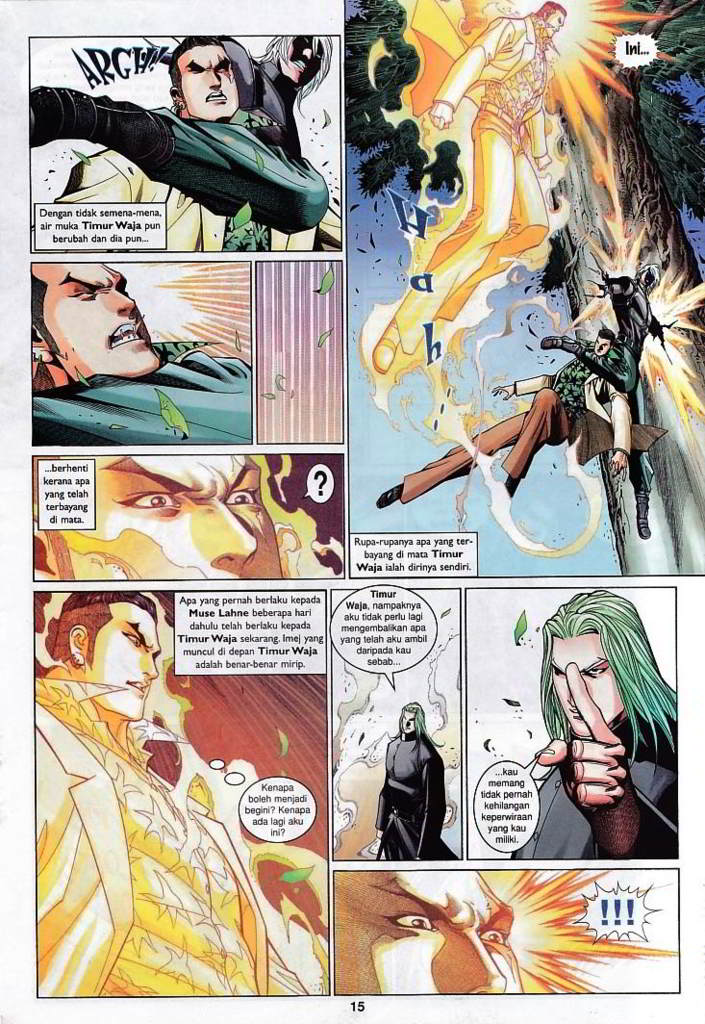 ARGH!!
Dengan tidak semena-mena,
air muka Timur Waja pun
berubah dan dia pun...
...berhenti
kerana apa
yang telah
terbayang
di mata.
?
Ini...
Wah
ah...
Rupa-rupanya apa yang ter-
bayang di mata Timur
Waja ialah dirinya sendiri.
Apa yang pernah berlaku kepada
Muse Lahne beberapa hari
dahulu telah berlaku kepada
Timur Waja sekarang. Imej yang
muncul di depan Timur Waja
adalah benar-benar mirip.
Kenapa
boleh menjadi
begini? Kenapa
ada lagi aku
ini?
Timur
Waja, nampaknya
aku tidak perlu lagi
mengembalikan apa
yang telah aku ambil
daripada kau
sebab...
...kau
memang
tidak pernah
kehilangan
keperwiraan
yang kau
miliki.
!!!
15